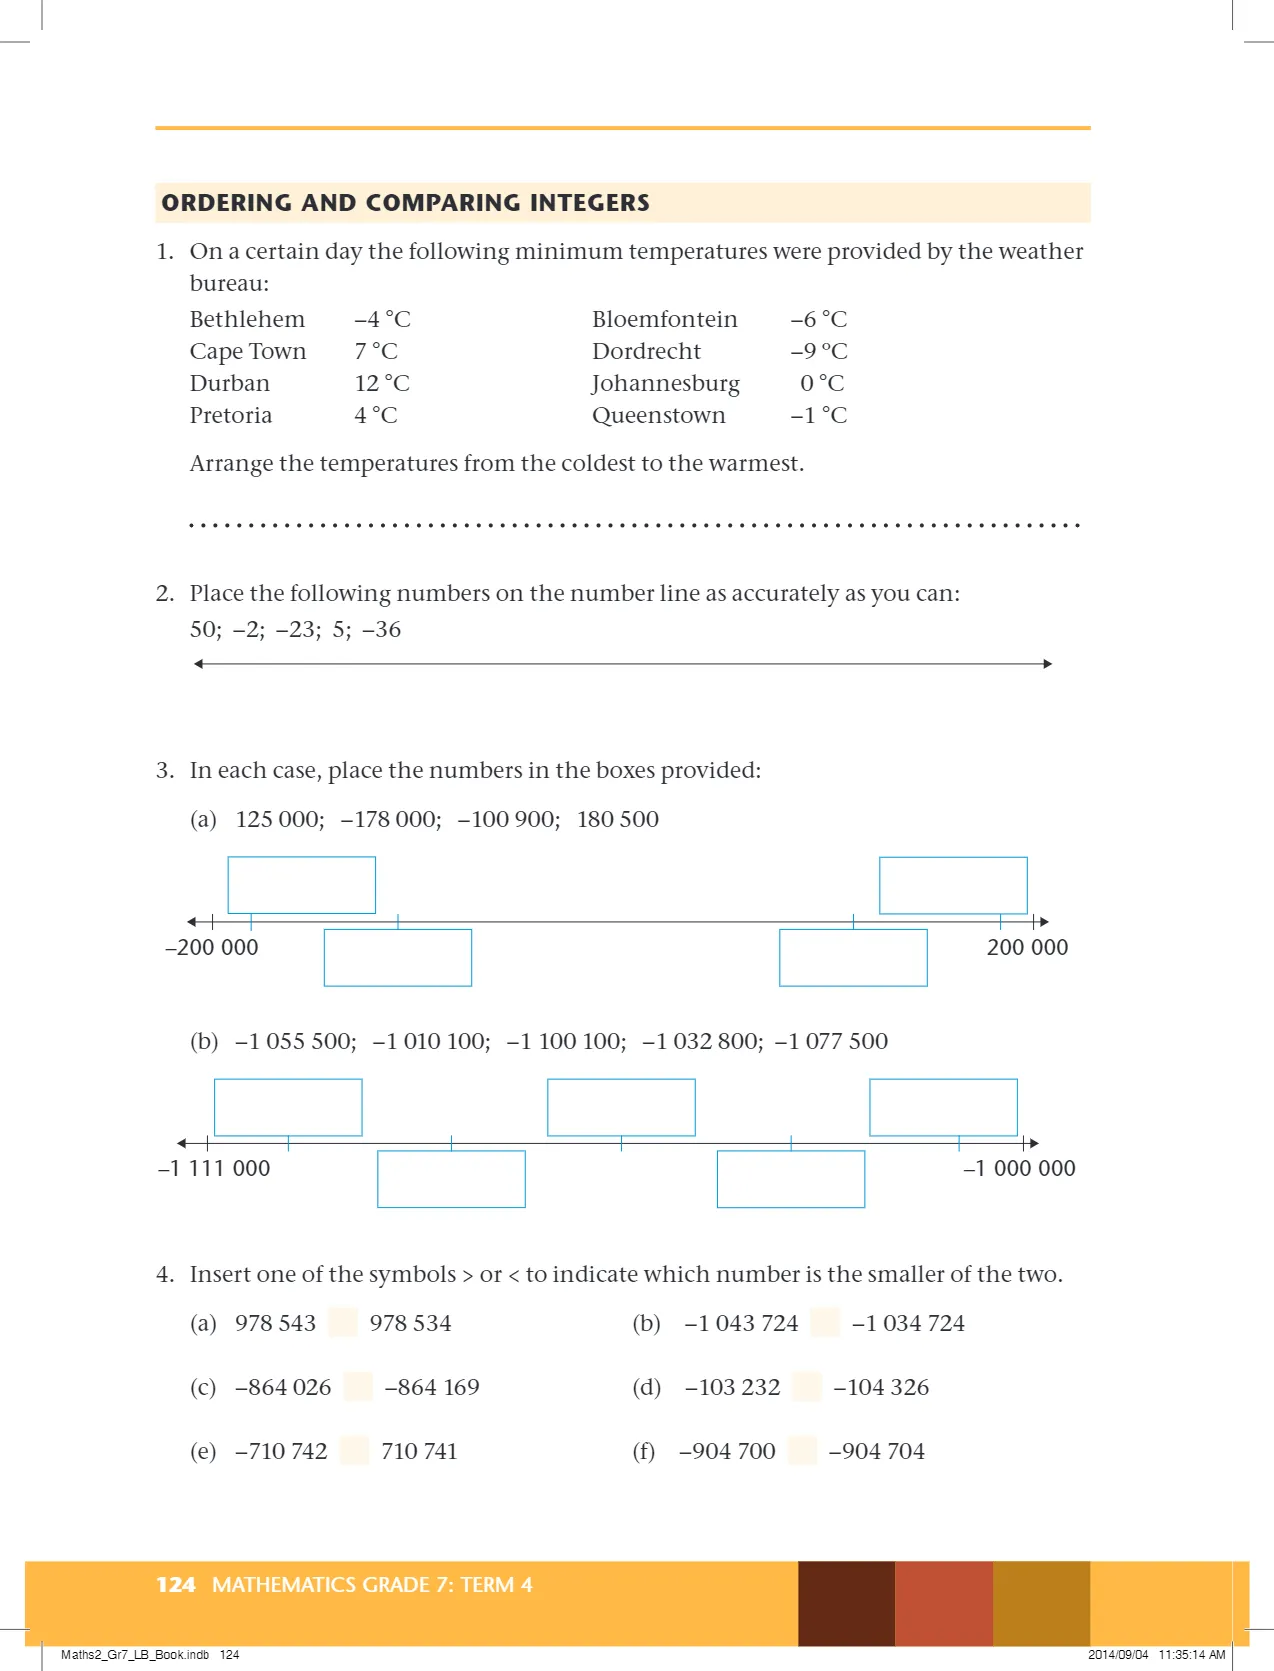 ORDERING AND COMPARING INTEGERS
1. On a certain day the following minimum temperatures were provided by the weather
bureau:
Bethlehem –4 °C Bloemfontein –6 °C
Cape Town 7 °C Dordrecht –9 °C
Durban 12 °C Johannesburg 0 °C
Pretoria 4 °C Queenstown –1 °C
Arrange the temperatures from the coldest to the warmest.
2. Place the following numbers on the number line as accurately as you can:
50; –2; –23; 5; –36
3. In each case, place the numbers in the boxes provided:
(a) 125 000; –178 000; –100 900; 180 500
–200 000 200 000
(b) –1 055 500; –1 010 100; –1 100 100; –1 032 800; –1 077 500
–1 111 000 –1 000 000
4. Insert one of the symbols > or < to indicate which number is the smaller of the two.
(a) 978 543 978 534 (b) –1 043 724 –1 034 724
(c) –864 026 –864 169 (d) –103 232 –104 326
(e) –710 742 710 741 (f) –904 700 –904 704
124 MATHEMATICS GRADE 7: TERM 4
Maths2_Gr7_LB_Book.indb 124 2014/09/04 11:35:14 AM